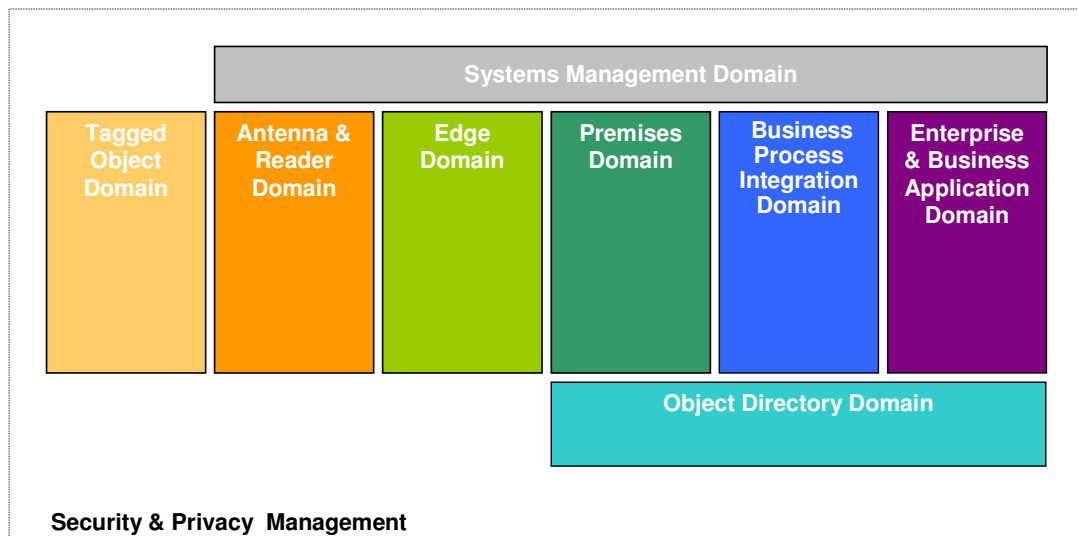 Systems Management Domain
Tagged
Object
Domain
Antenna &
Reader
Domain
Edge
Domain
Premises
Domain
Business
Process
Integration
Domain
Enterprise
& Business
Application
Domain
Object Directory Domain
Security & Privacy  Management